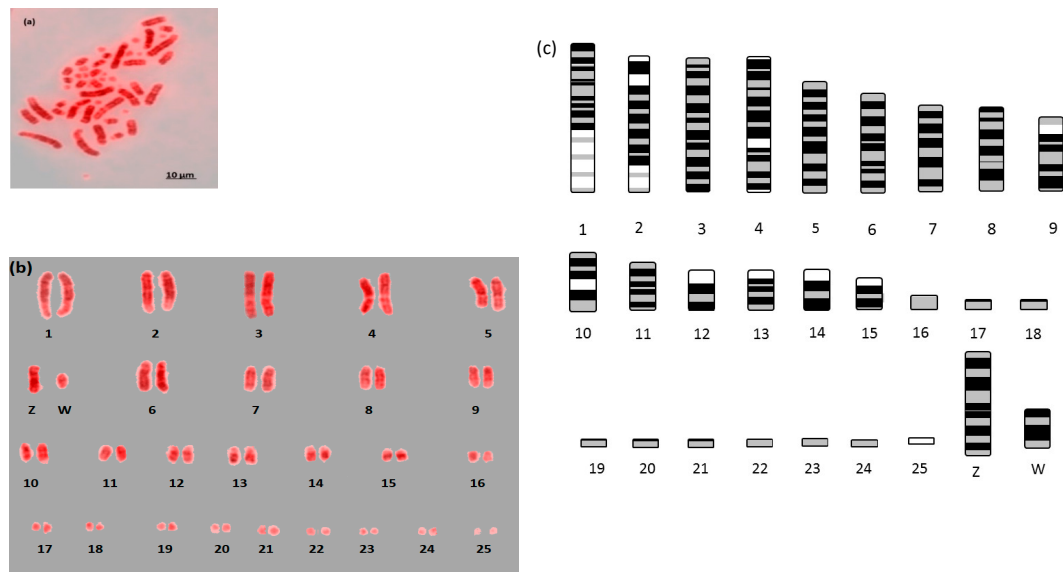 (a)
10 µm
(b)
1 2 3 4 5
Z W 6 7 8 9
10 11 12 13 14 15 16
17 18 19 20 21 22 23 24 25
(c)
1 2 3 4 5 6 7 8 9
10 11 12 13 14 15 16 17 18
19 20 21 22 23 24 25 Z W